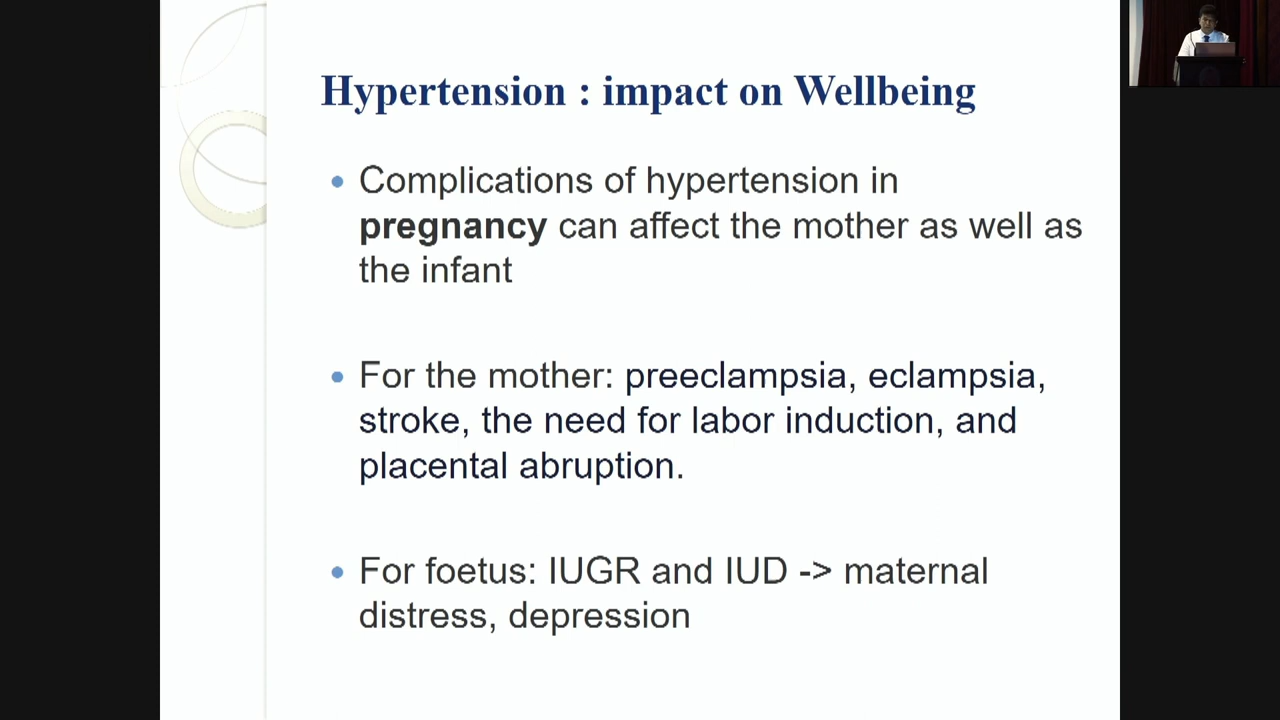 Hypertension : impact on Wellbeing
• Complications of hypertension in
pregnancy can affect the mother as well as
the infant
• For the mother: preeclampsia, eclampsia,
stroke, the need for labor induction, and
placental abruption.
• For foetus: IUGR and IUD -> maternal
distress, depression